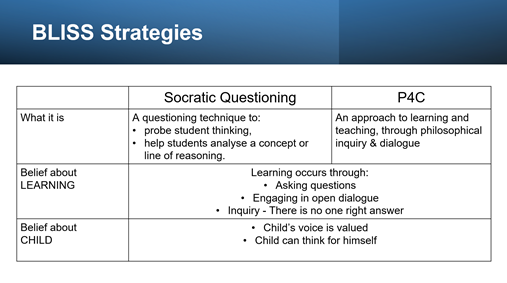 BLISS Strategies
Socratic Questioning
P4C
What it is
A questioning technique to:
• probe student thinking,
• help students analyse a concept or
line of reasoning.
An approach to learning and
teaching, through philosophical
inquiry & dialogue
Belief about
LEARNING
Learning occurs through:
• Asking questions
• Engaging in open dialogue
• Inquiry - There is no one right answer
Belief about
CHILD
• Child's voice is valued
• Child can think for himself